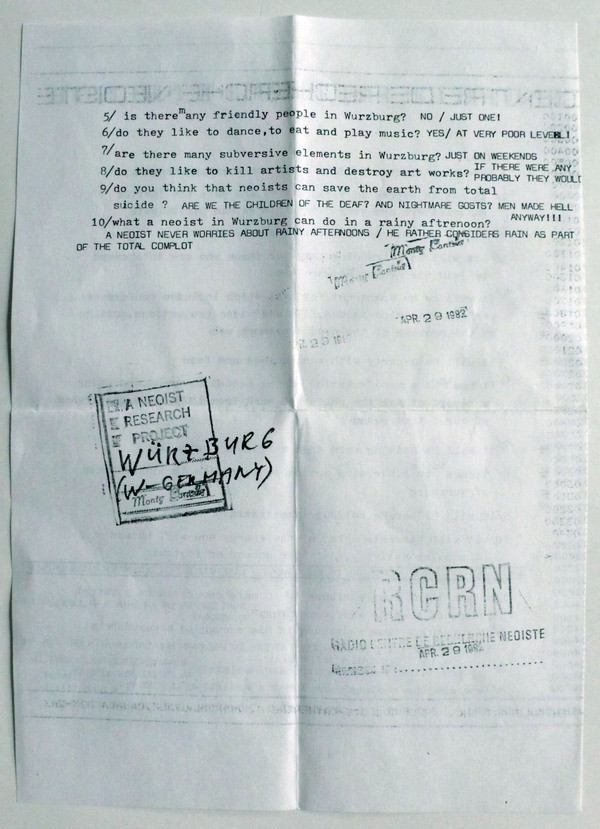 5/ is there many friendly people in Wurzburg? NO / JUST ONE!
6/do they like to dance,to eat and play music? YES/ AT VERY POOR LEVERL!
7/are there many subversive elements in Wurzburg? JUST ON WEEKENDS
8/do they like to kill artists and destroy art works? IF THERE WERE ANY
PROBABLY THEY WOULD
9/do you think that neoists can save the earth from total
suicide ? ARE WE THE CHILDREN OF THE DEAF? AND NIGHTMARE GOSTS? MEN MADE HELL
ANYWAY!!!
10/what a neoist in Wurzburg can do in a rainy aftrenoon?
A NEOIST NEVER WORRIES ABOUT RAINY AFTERNOONS / HE RATHER CONSIDERS RAIN AS PART
OF THE TOTAL COMPLOT
Monty Cantsin
Monty Cantsin
APR. 29 1982
A NEOIST
RESEARCH
PROJECT
WÜRZBURG
(W-GERMANY)
Monty Cantsin
RCRN
RADIO CENTRE DE RECHERCHE NEOISTE
APR. 29 1982